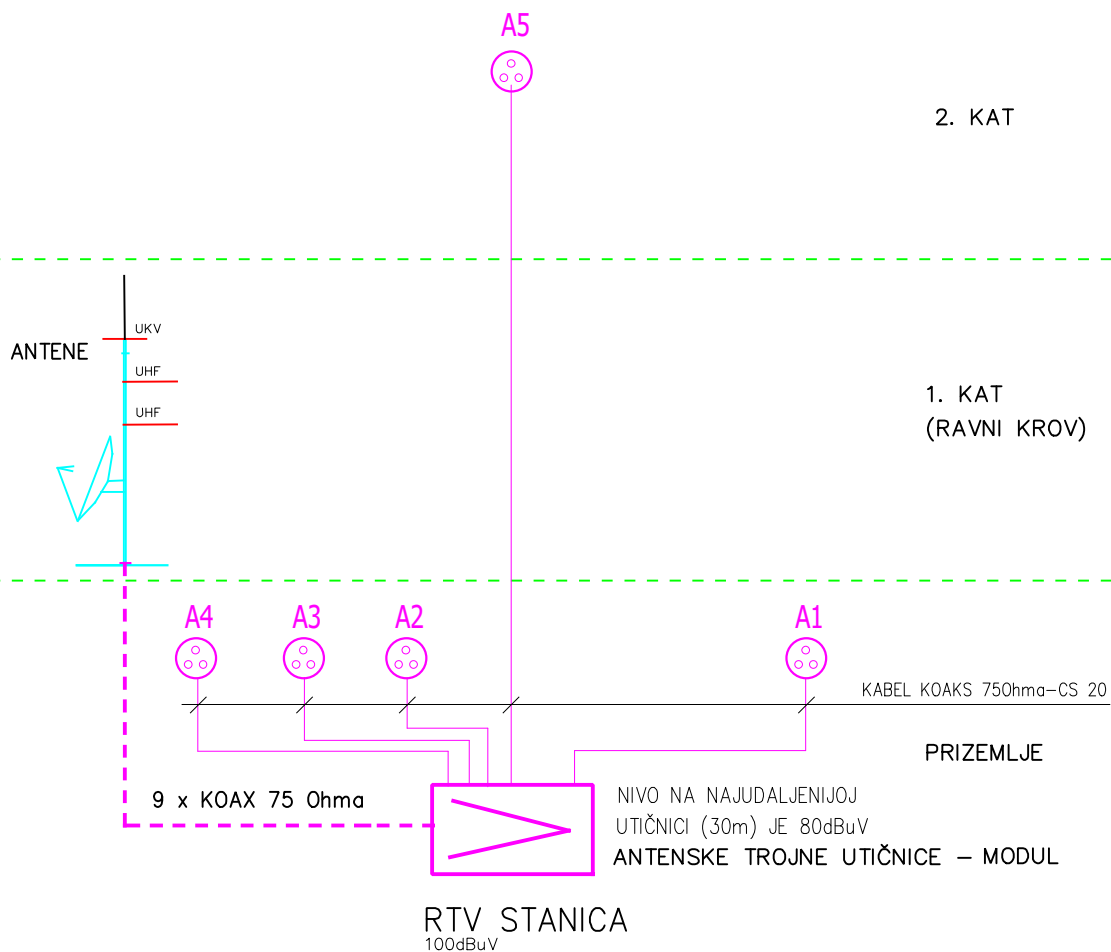 A5
2. KAT
UKV
ANTENE
UHF
UHF
1. KAT
(RAVNI KROV)
A4
A3
A2
A1
KABEL KOAKS 750hma-CS 20
PRIZEMLJE
9 x KOAX 75 Ohma
NIVO NA NAJUDALJENIJOJ
UTIČNICI (30m) JE 80dBuV
ANTENSKE TROJNE UTIČNICE – MODUL
RTV STANICA
100dBuV